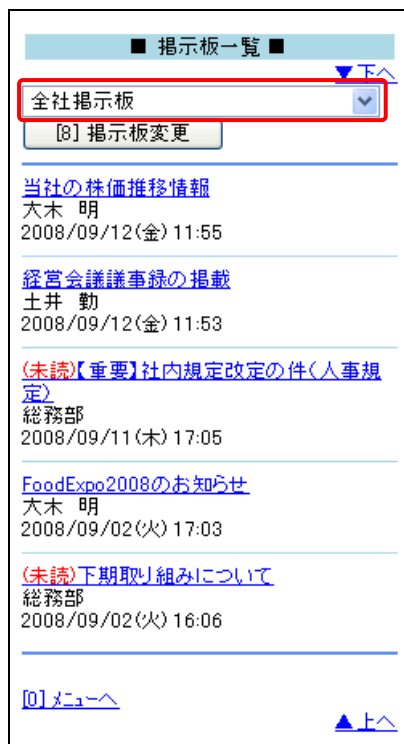 ■ 掲示板一覧 ■
▼下へ
全社掲示板
[8] 掲示板変更
当社の株価推移情報
大木 明
2008/09/12(金) 11:55
経営会議議事録の掲載
土井 勤
2008/09/12(金) 11:53
(未読)【重要】社内規定改定の件(人事規
定)
総務部
2008/09/11(木) 17:05
FoodExpo2008のお知らせ
大木 明
2008/09/02(火) 17:03
(未読)下期取り組みについて
総務部
2008/09/02(火) 16:06
[0] メニューへ
▲上へ